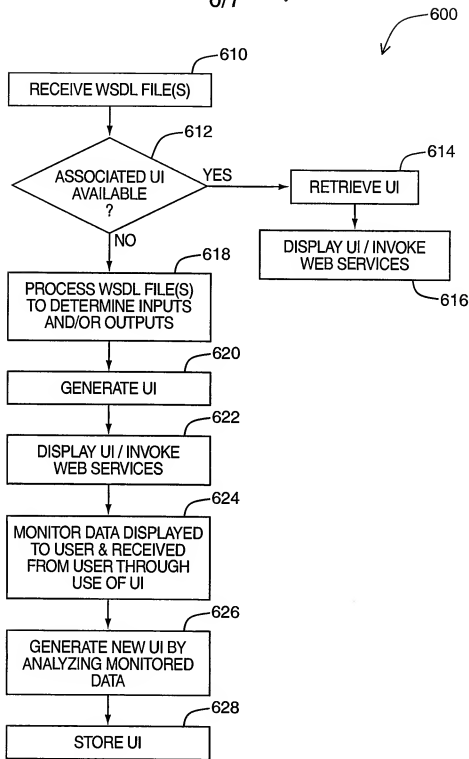 6/7
600
610
RECEIVE WSDL FILE(S)
612
ASSOCIATED UI
AVAILABLE
?
YES
614
RETRIEVE UI
DISPLAY UI / INVOKE
WEB SERVICES
616
NO
618
PROCESS WSDL FILE(S)
TO DETERMINE INPUTS
AND/OR OUTPUTS
620
GENERATE UI
622
DISPLAY UI / INVOKE
WEB SERVICES
624
MONITOR DATA DISPLAYED
TO USER & RECEIVED
FROM USER THROUGH
USE OF UI
626
GENERATE NEW UI BY
ANALYZING MONITORED
DATA
628
STORE UI